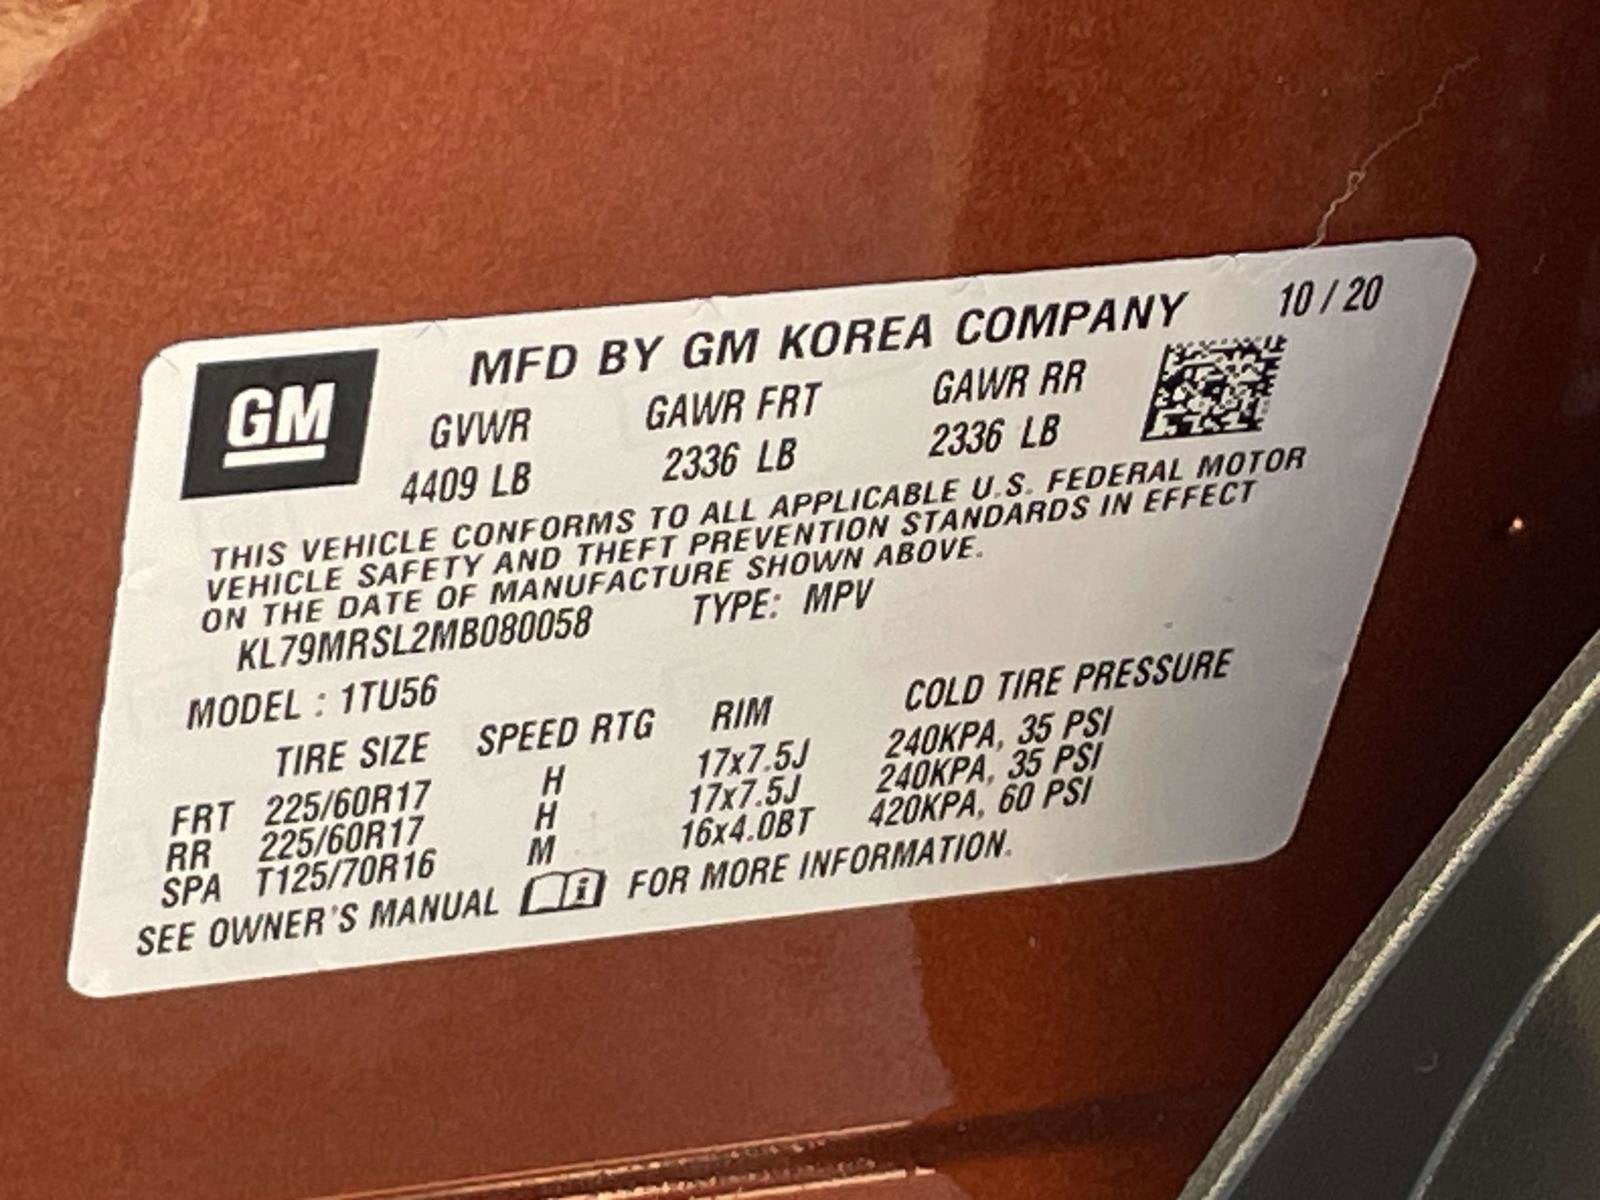 MFD BY GM KOREA COMPANY 10 / 20
GM
GVWR GAWR FRT GAWR RR
4409 LB 2336 LB 2336 LB
THIS VEHICLE CONFORMS TO ALL APPLICABLE U.S. FEDERAL MOTOR
VEHICLE SAFETY AND THEFT PREVENTION STANDARDS IN EFFECT
ON THE DATE OF MANUFACTURE SHOWN ABOVE.
KL79MRSL2MB080058 TYPE: MPV
MODEL : 1TU56
TIRE SIZE SPEED RTG RIM COLD TIRE PRESSURE
FRT 225/60R17 H 17x7.5J 240KPA, 35 PSI
RR 225/60R17 H 17x7.5J 240KPA, 35 PSI
SPA T125/70R16 M 16x4.0BT 420KPA, 60 PSI
SEE OWNER'S MANUAL FOR MORE INFORMATION.